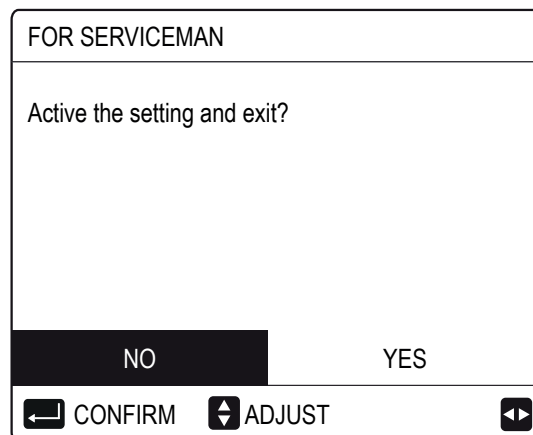 FOR SERVICEMAN
Active the setting and exit?
NO YES
CONFIRM ADJUST